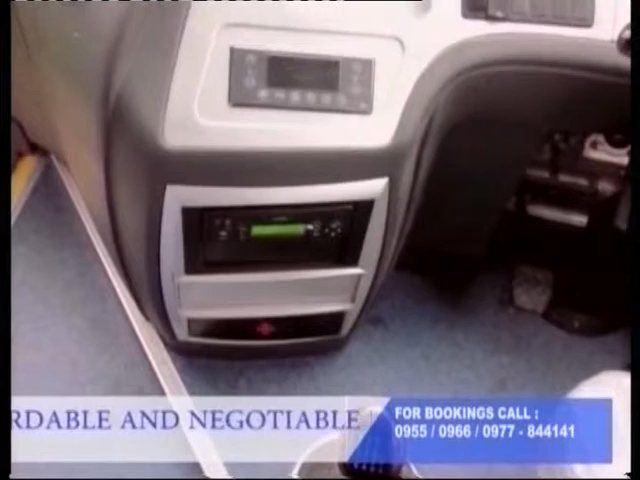 RDABLE AND NEGOTIABLE
FOR BOOKINGS CALL :
0955 / 0966 / 0977 - 844141